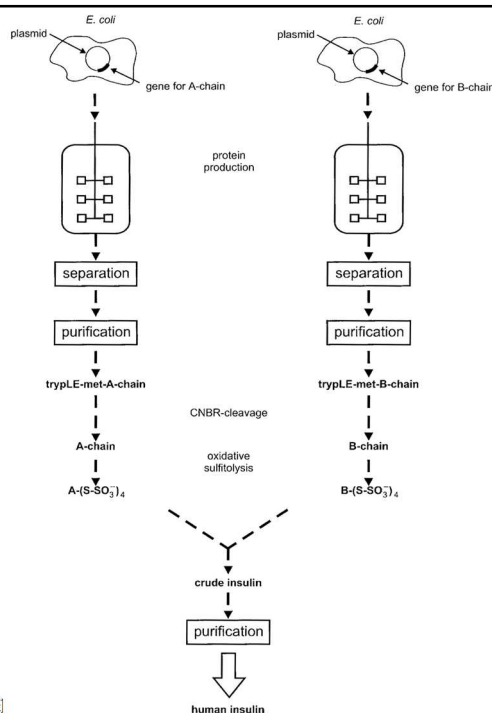 E. coli
E. coli
plasmid
plasmid
gene for A-chain
gene for B-chain
protein
production
separation
separation
purification
purification
trypLE-met-A-chain
trypLE-met-B-chain
CNBR-cleavage
A-chain
B-chain
oxidative
sulfitolysis
A-(S-SO₃⁻)₄
B-(S-SO₃⁻)₄
crude insulin
purification
human insulin